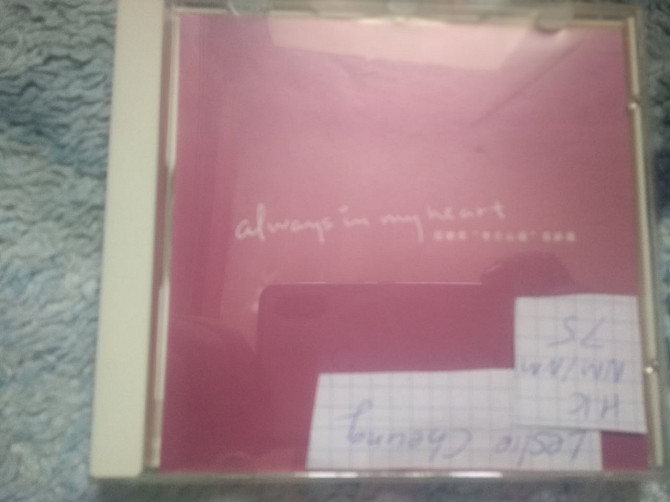 always in my heart
Leslie Cheung
HK
NM/NM
75